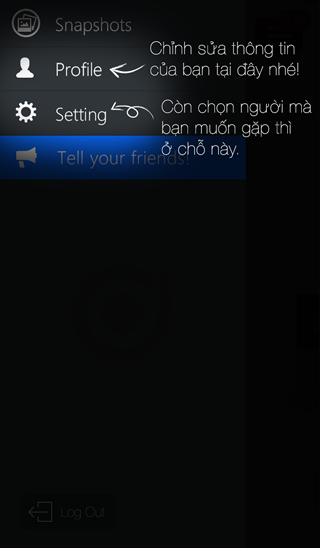 Snapshots
Profile
Chỉnh sửa thông tin
của bạn tại đây nhé!
Setting
Còn chọn người mà
bạn muốn gặp thì
ở chỗ này.
Tell your friends!
Log Out